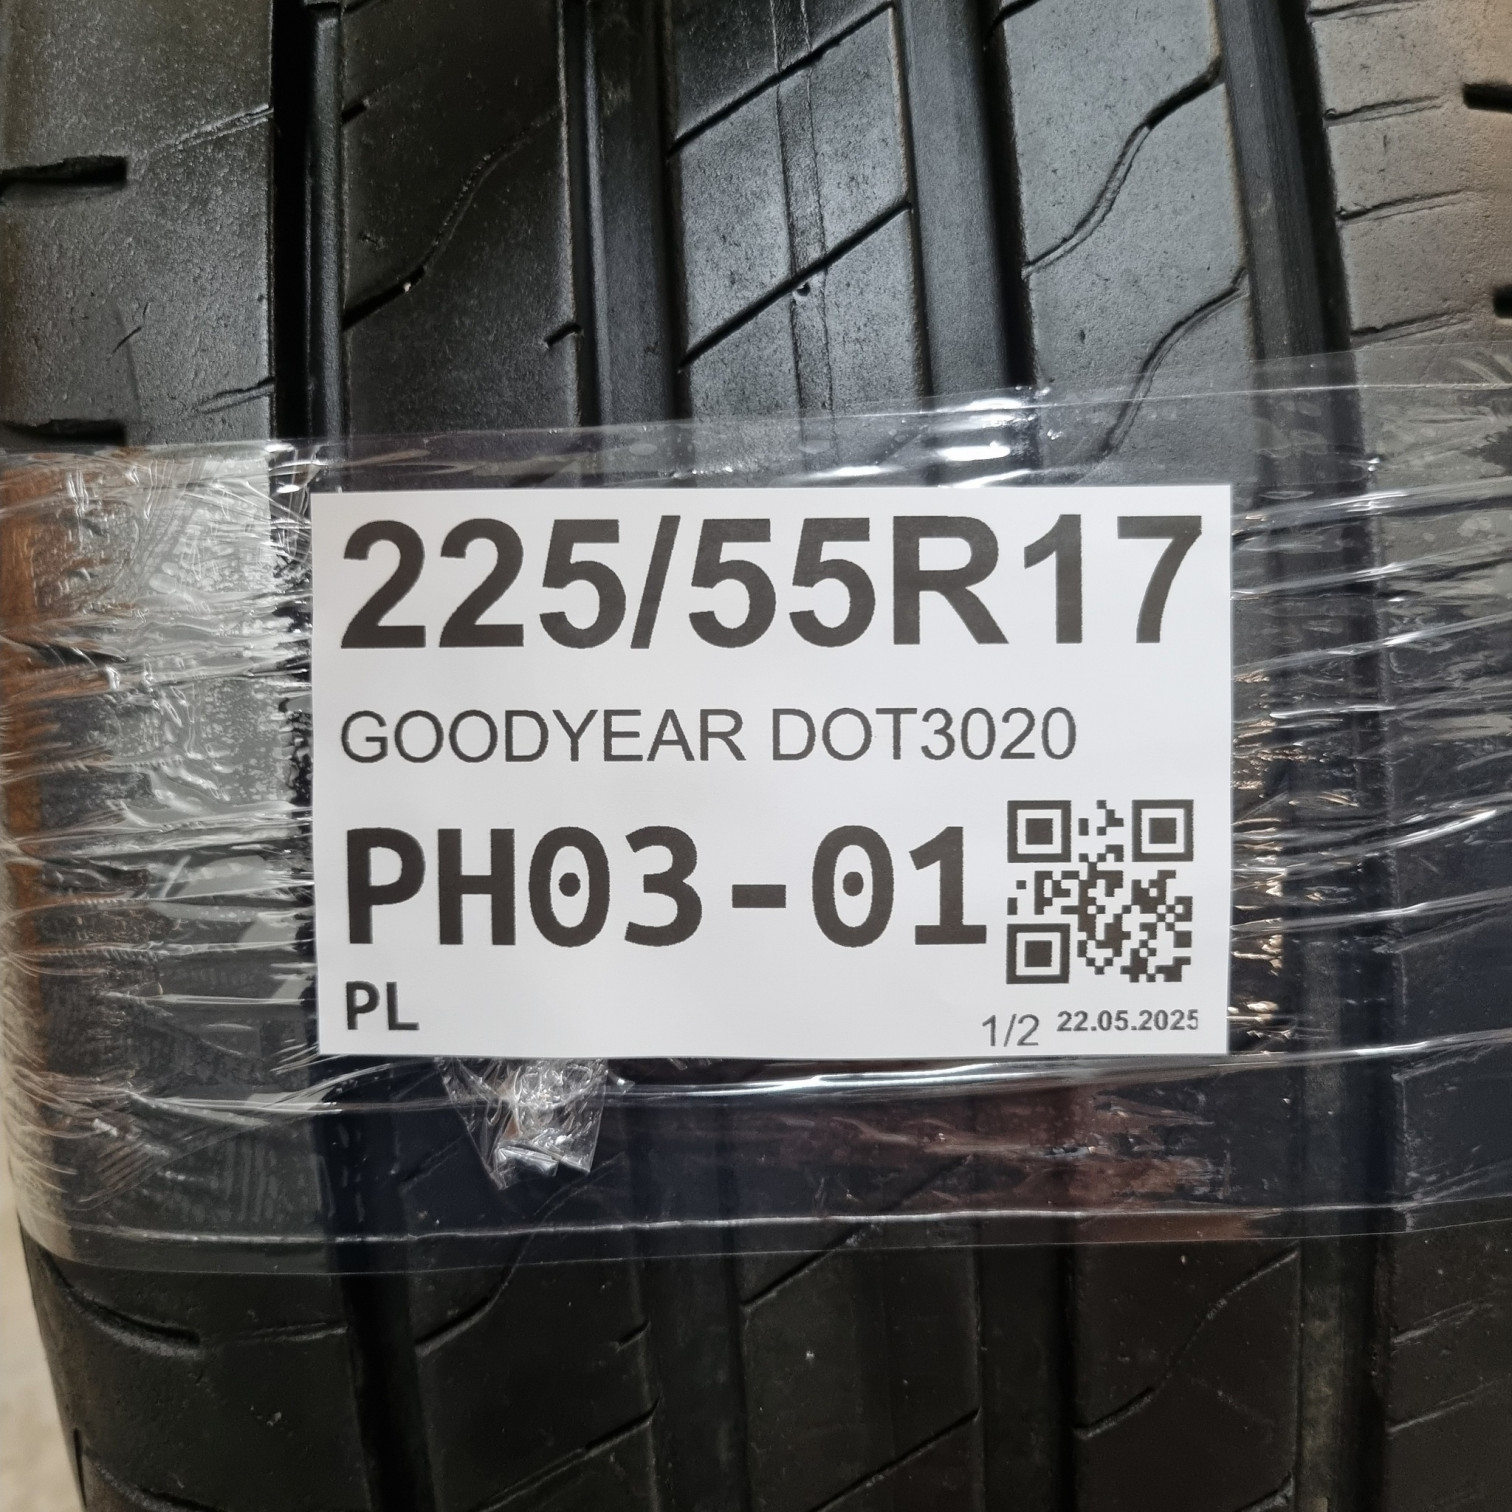 225/55R17
GOODYEAR DOT3020
PH03-01
PL
1/2 22.05.2025